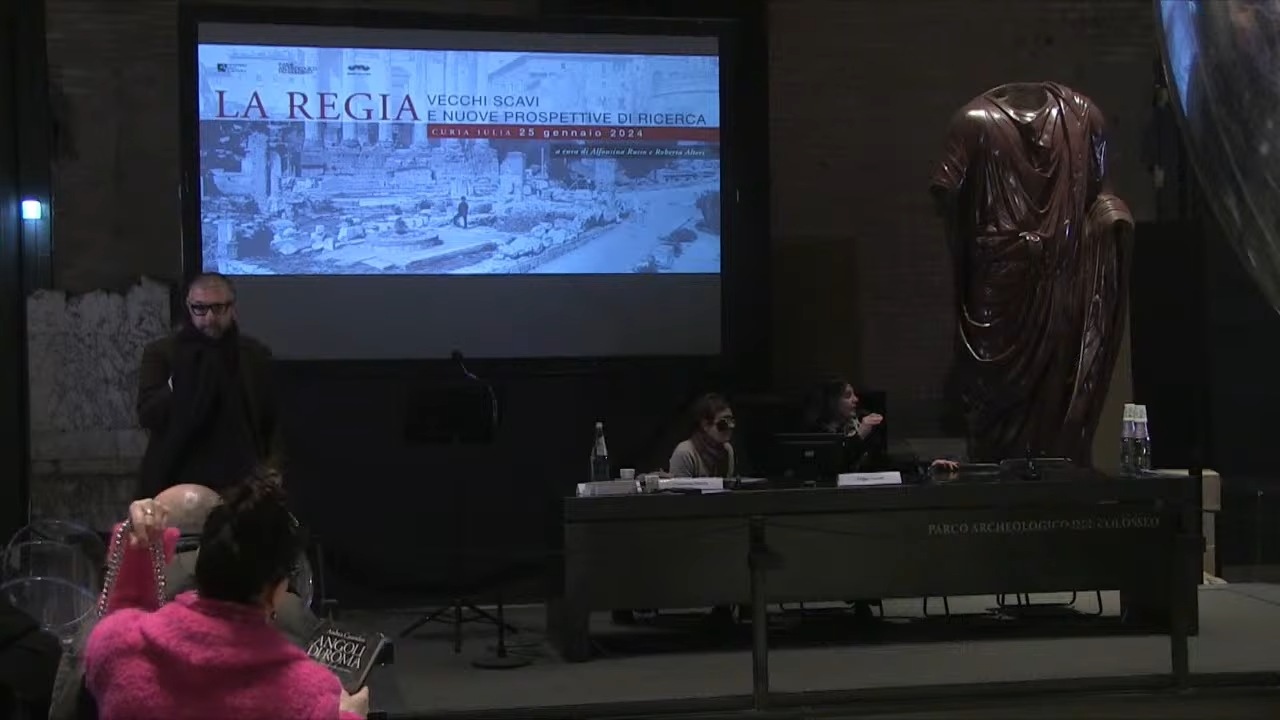 LA REGIA
VECCHI SCAVI
E NUOVE PROSPETTIVE DI RICERCA
CURIA IULIA 25 gennaio 2024
a cura di Alfonsina Russo e Roberta Alteri
PARCO ARCHEOLOGICO DEL COLOSSEO
ANGOLI
DI ROMA